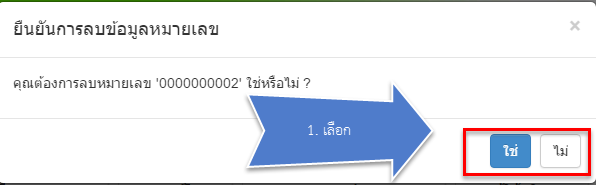 ยืนยันการลบข้อมูลหมายเลข ×
คุณต้องการลบหมายเลข '0000000002' ใช่หรือไม่ ?
1. เลือก
ใช่ ไม่